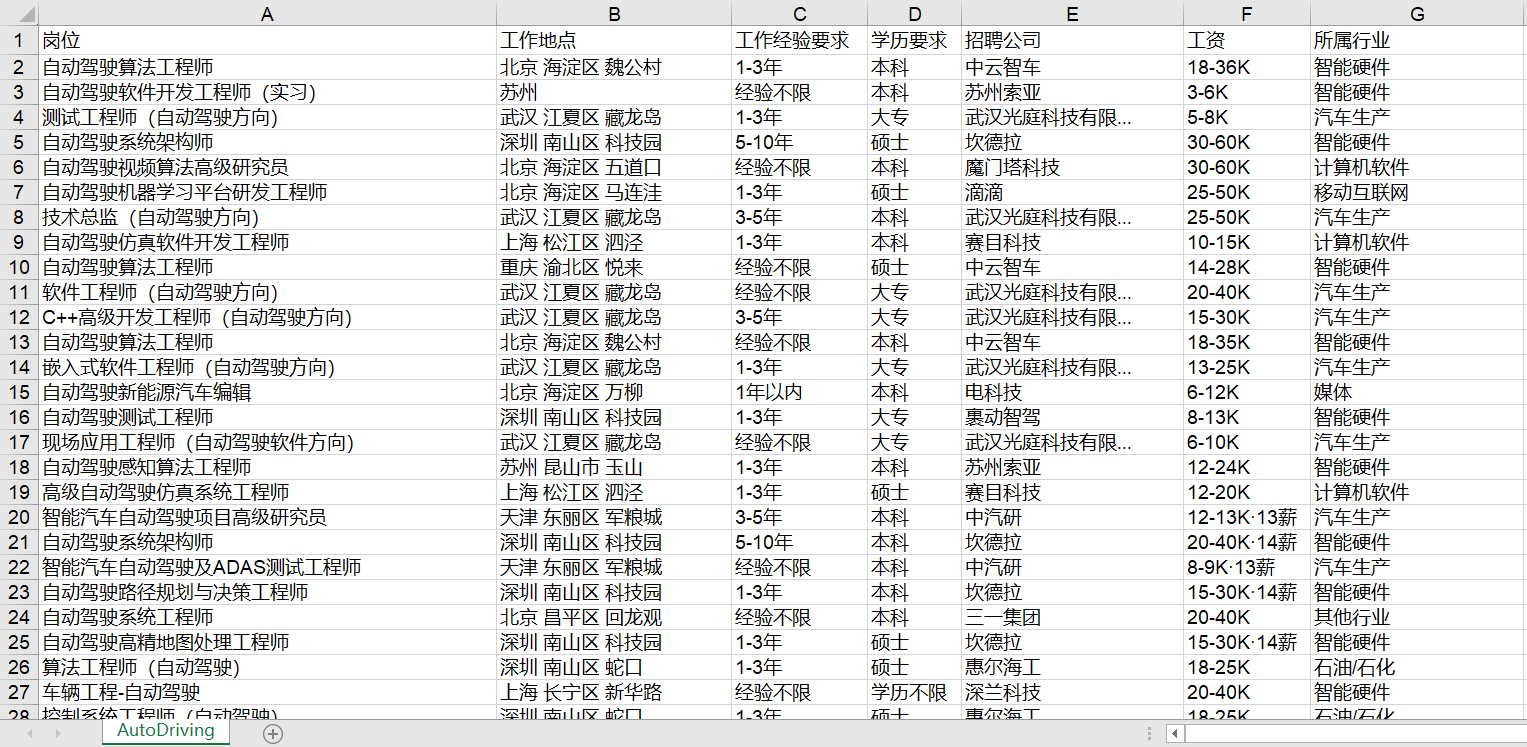 A B C D E F G
1 岗位 工作地点 工作经验要求 学历要求 招聘公司 工资 所属行业
2 自动驾驶算法工程师 北京 海淀区 魏公村 1-3年 本科 中云智车 18-36K 智能硬件
3 自动驾驶软件开发工程师（实习） 苏州 经验不限 本科 苏州索亚 3-6K 智能硬件
4 测试工程师（自动驾驶方向） 武汉 江夏区 藏龙岛 1-3年 大专 武汉光庭科技有限... 5-8K 汽车生产
5 自动驾驶系统架构师 深圳 南山区 科技园 5-10年 硕士 坎德拉 30-60K 智能硬件
6 自动驾驶视频算法高级研究员 北京 海淀区 五道口 经验不限 本科 魔门塔科技 30-60K 计算机软件
7 自动驾驶机器学习平台研发工程师 北京 海淀区 马连洼 1-3年 硕士 滴滴 25-50K 移动互联网
8 技术总监（自动驾驶方向） 武汉 江夏区 藏龙岛 3-5年 本科 武汉光庭科技有限... 25-50K 汽车生产
9 自动驾驶仿真软件开发工程师 上海 松江区 泗泾 1-3年 本科 赛目科技 10-15K 计算机软件
10 自动驾驶算法工程师 重庆 渝北区 悦来 经验不限 硕士 中云智车 14-28K 智能硬件
11 软件工程师（自动驾驶方向） 武汉 江夏区 藏龙岛 经验不限 大专 武汉光庭科技有限... 20-40K 汽车生产
12 C++高级开发工程师（自动驾驶方向） 武汉 江夏区 藏龙岛 3-5年 大专 武汉光庭科技有限... 15-30K 汽车生产
13 自动驾驶算法工程师 北京 海淀区 魏公村 经验不限 本科 中云智车 18-35K 智能硬件
14 嵌入式软件工程师（自动驾驶方向） 武汉 江夏区 藏龙岛 1-3年 大专 武汉光庭科技有限... 13-25K 汽车生产
15 自动驾驶新能源汽车编辑 北京 海淀区 万柳 1年以内 本科 电科技 6-12K 媒体
16 自动驾驶测试工程师 深圳 南山区 科技园 1-3年 大专 裹动智驾 8-13K 智能硬件
17 现场应用工程师（自动驾驶软件方向） 武汉 江夏区 藏龙岛 经验不限 大专 武汉光庭科技有限... 6-10K 汽车生产
18 自动驾驶感知算法工程师 苏州 昆山市 玉山 1-3年 本科 苏州索亚 12-24K 智能硬件
19 高级自动驾驶仿真系统工程师 上海 松江区 泗泾 1-3年 硕士 赛目科技 12-20K 计算机软件
20 智能汽车自动驾驶项目高级研究员 天津 东丽区 军粮城 3-5年 本科 中汽研 12-13K·13薪 汽车生产
21 自动驾驶系统架构师 深圳 南山区 科技园 5-10年 本科 坎德拉 20-40K·14薪 智能硬件
22 智能汽车自动驾驶及ADAS测试工程师 天津 东丽区 军粮城 经验不限 本科 中汽研 8-9K·13薪 汽车生产
23 自动驾驶路径规划与决策工程师 深圳 南山区 科技园 1-3年 本科 坎德拉 15-30K·14薪 智能硬件
24 自动驾驶系统工程师 北京 昌平区 回龙观 经验不限 本科 三一集团 20-40K 其他行业
25 自动驾驶高精地图处理工程师 深圳 南山区 科技园 1-3年 硕士 坎德拉 15-30K·14薪 智能硬件
26 算法工程师（自动驾驶） 深圳 南山区 蛇口 1-3年 硕士 惠尔海工 18-25K 石油/石化
27 车辆工程-自动驾驶 上海 长宁区 新华路 经验不限 学历不限 深兰科技 20-40K 智能硬件
28 控制系统工程师（自动驾驶） 深圳 南山区 蛇口 1-3年 硕士 惠尔海工 18-25K 石油/石化
AutoDriving